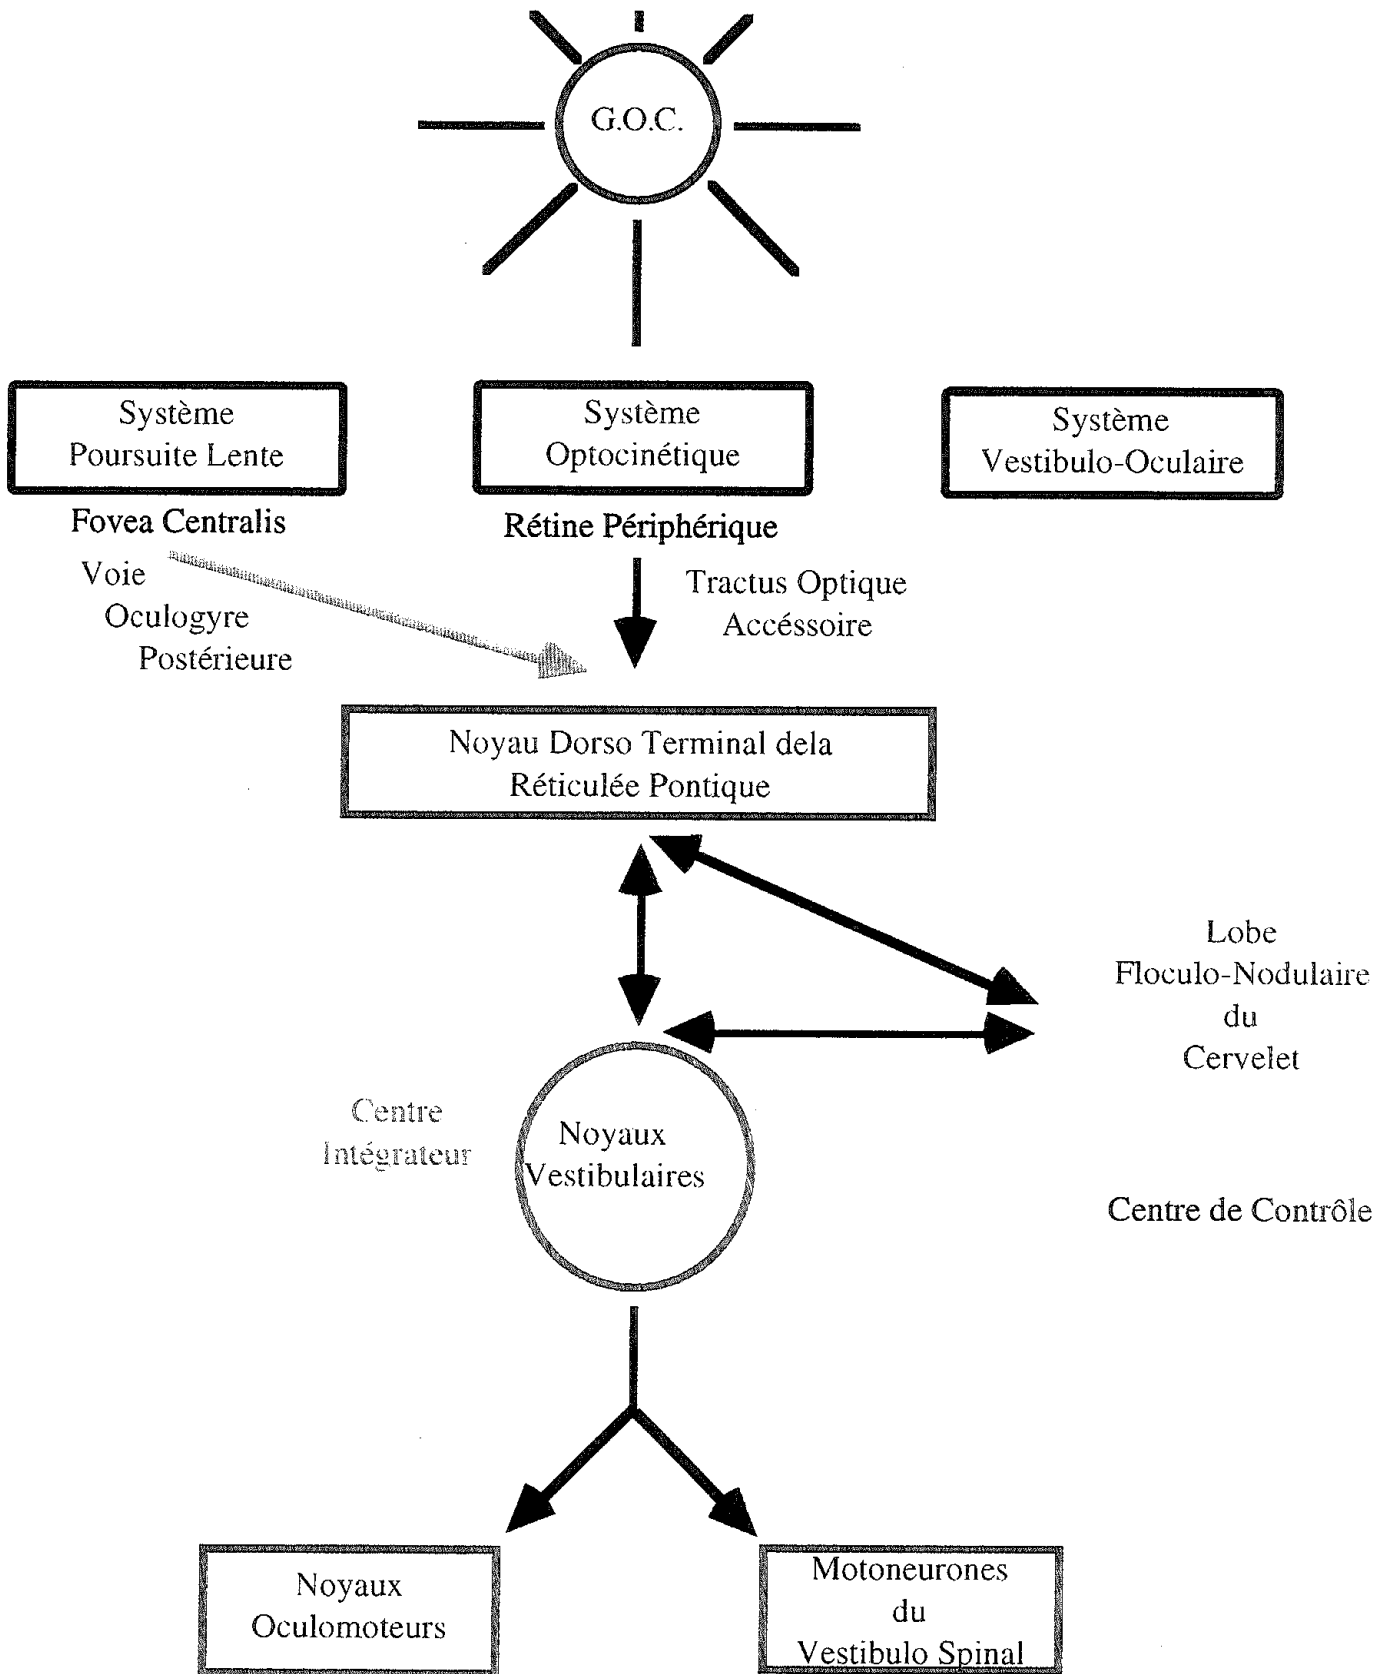 G.O.C.
Système
Poursuite Lente
Système
Optocinétique
Système
Vestibulo-Oculaire
Fovea Centralis
Rétine Périphérique
Voie
Oculogyre
Postérieure
Tractus Optique
Accéssoire
Noyau Dorso Terminal dela
Réticulée Pontique
Lobe
Floculo-Nodulaire
du
Cervelet
Centre
Intégrateur
Noyaux
Vestibulaires
Centre de Contrôle
Noyaux
Oculomoteurs
Motoneurones
du
Vestibulo Spinal